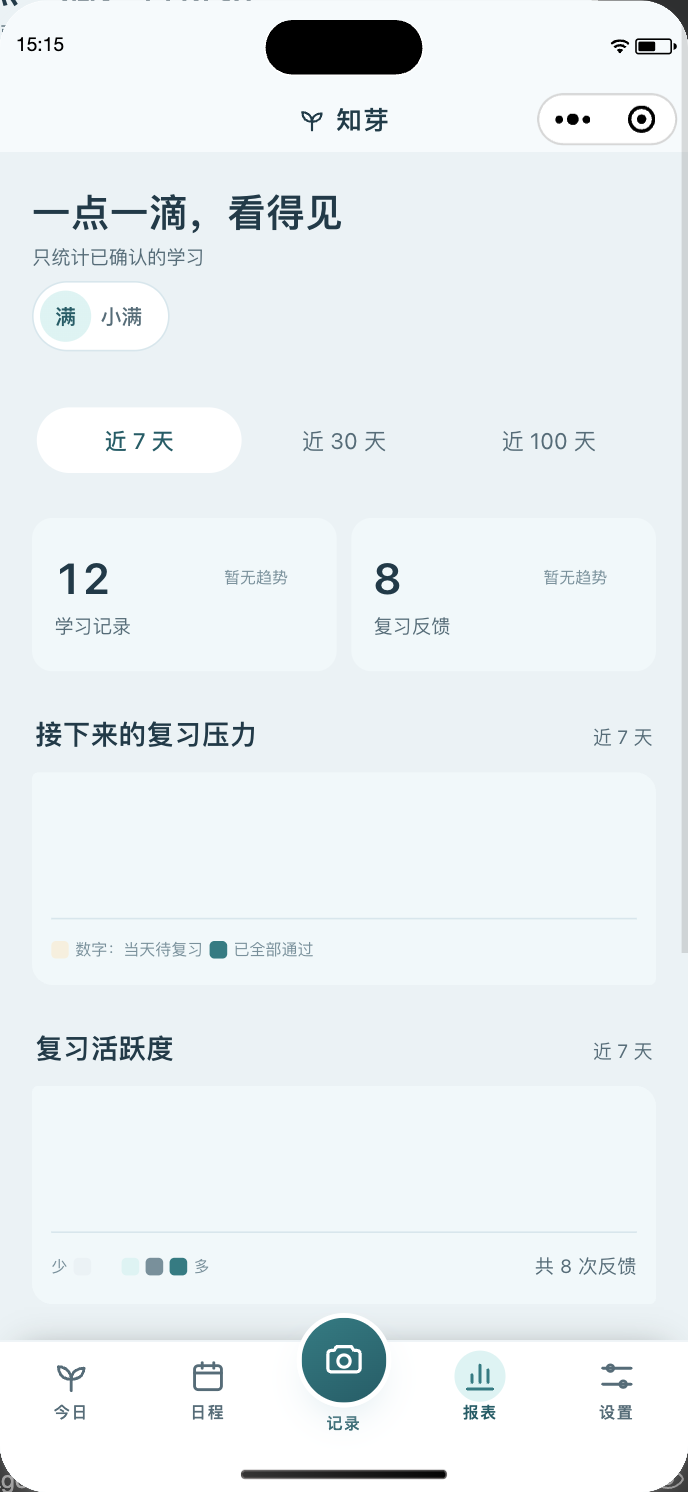 15:15
知芽
一点一滴，看得见
只统计已确认的学习
满 小满
近 7 天 近 30 天 近 100 天
12 暂无趋势
学习记录
8 暂无趋势
复习反馈
接下来的复习压力 近 7 天
数字：当天待复习 已全部通过
复习活跃度 近 7 天
少 多 共 8 次反馈
今日 日程 记录 报表 设置